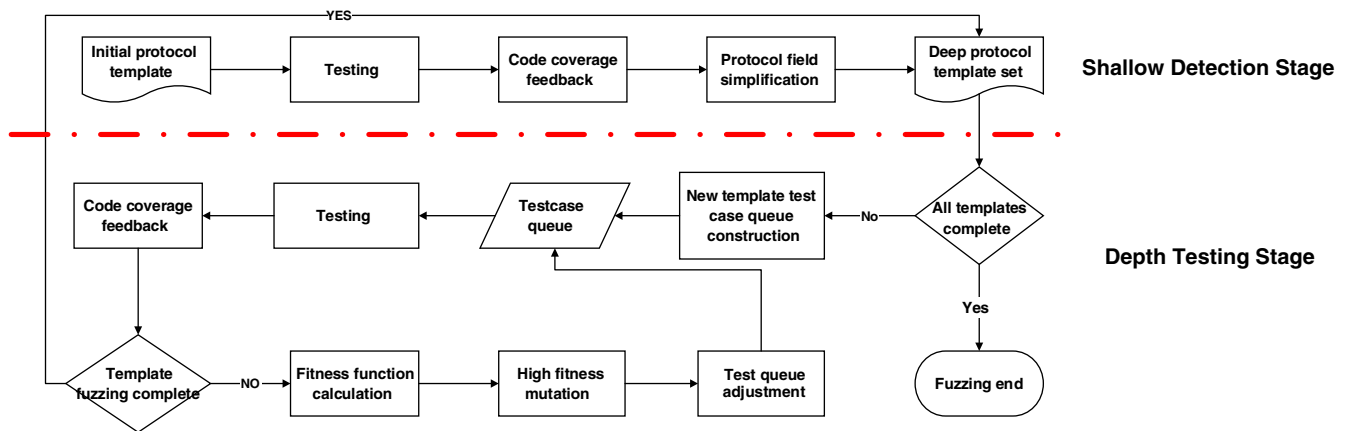 YES
Initial protocol
template
Testing
Code coverage
feedback
Protocol field
simplification
Deep protocol
template set
Shallow Detection Stage
Code coverage
feedback
Testing
Testcase
queue
New template test
case queue
construction
No
All templates
complete
Depth Testing Stage
Yes
Template
fuzzing complete
NO
Fitness function
calculation
High fitness
mutation
Test queue
adjustment
Fuzzing end